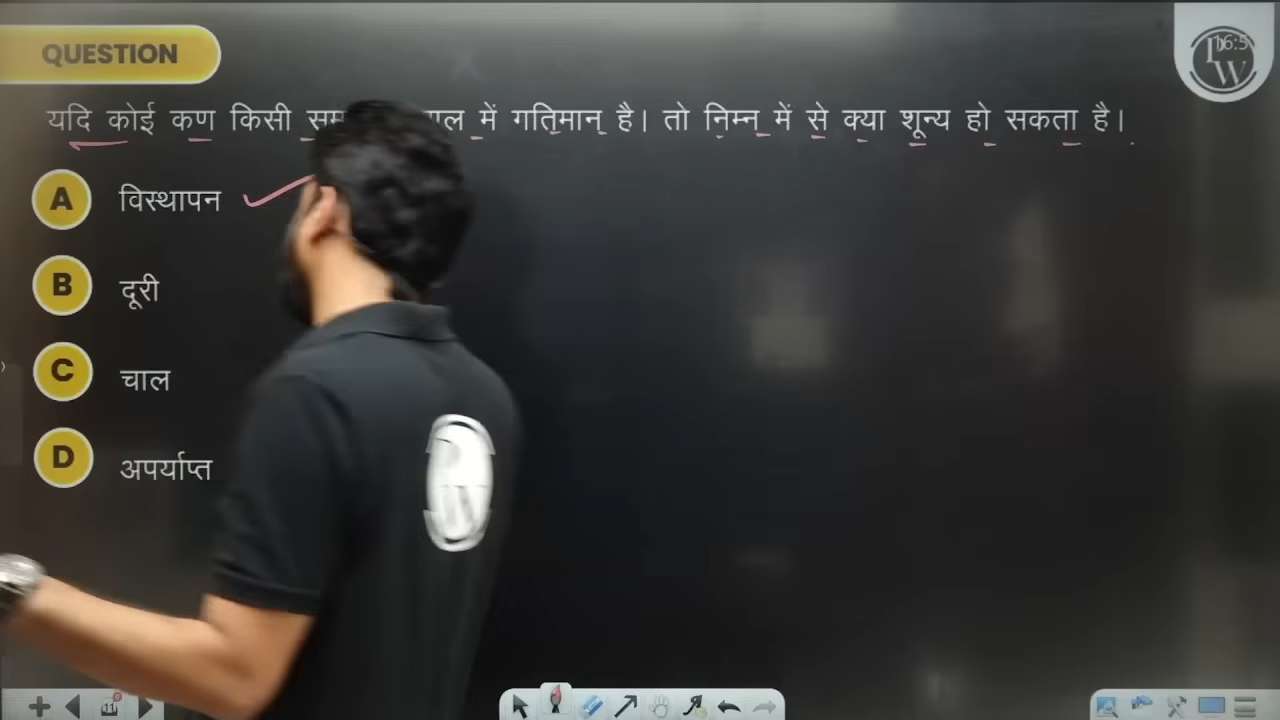 QUESTION
यदि कोई कण किसी में गतिमान है। तो निम्न में से क्या शून्य हो सकता है।
A विस्थापन
B दूरी
C चाल
D अपर्याप्त